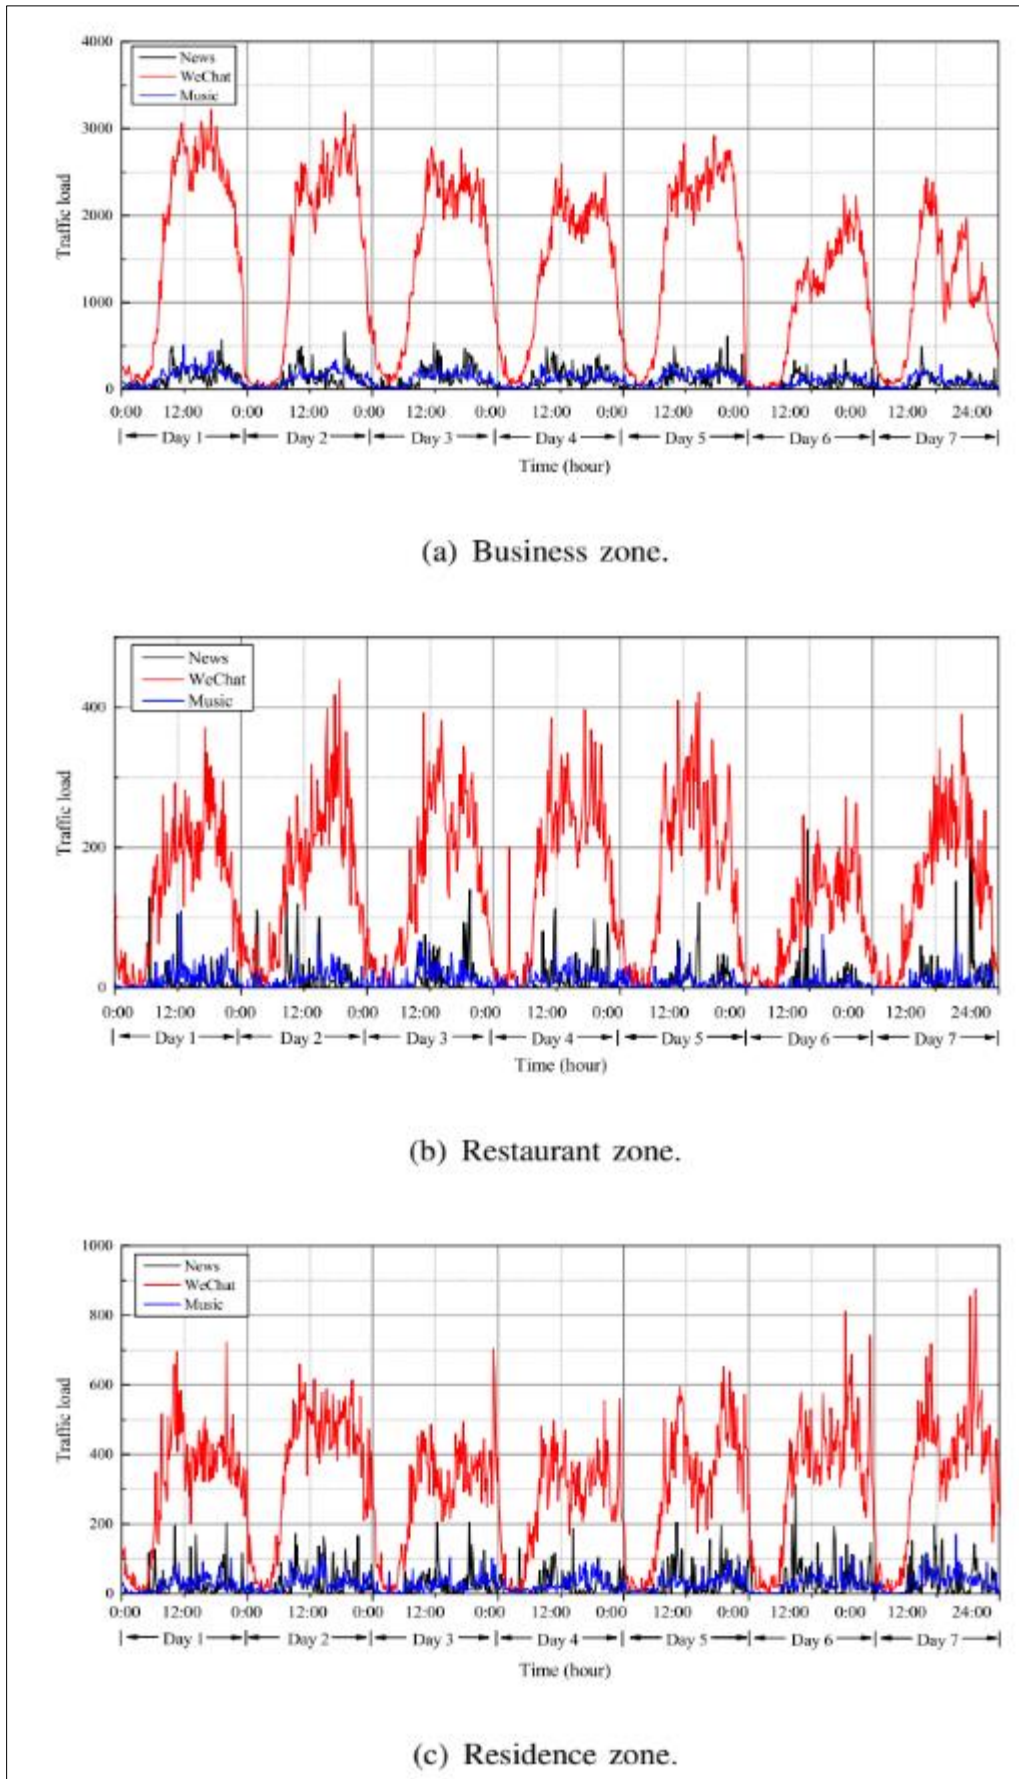 4000
News
WeChat
Music
3000
2000
1000
0
Traffic load
0:00 12:00 0:00 12:00 0:00 12:00 0:00 12:00 0:00 12:00 0:00 12:00 0:00 12:00 24:00
Day 1 Day 2 Day 3 Day 4 Day 5 Day 6 Day 7
Time (hour)
(a) Business zone.
News
WeChat
Music
400
200
0
Traffic load
0:00 12:00 0:00 12:00 0:00 12:00 0:00 12:00 0:00 12:00 0:00 12:00 0:00 12:00 24:00
Day 1 Day 2 Day 3 Day 4 Day 5 Day 6 Day 7
Time (hour)
(b) Restaurant zone.
1000
News
WeChat
Music
800
600
400
200
0
Traffic load
0:00 12:00 0:00 12:00 0:00 12:00 0:00 12:00 0:00 12:00 0:00 12:00 0:00 12:00 24:00
Day 1 Day 2 Day 3 Day 4 Day 5 Day 6 Day 7
Time (hour)
(c) Residence zone.